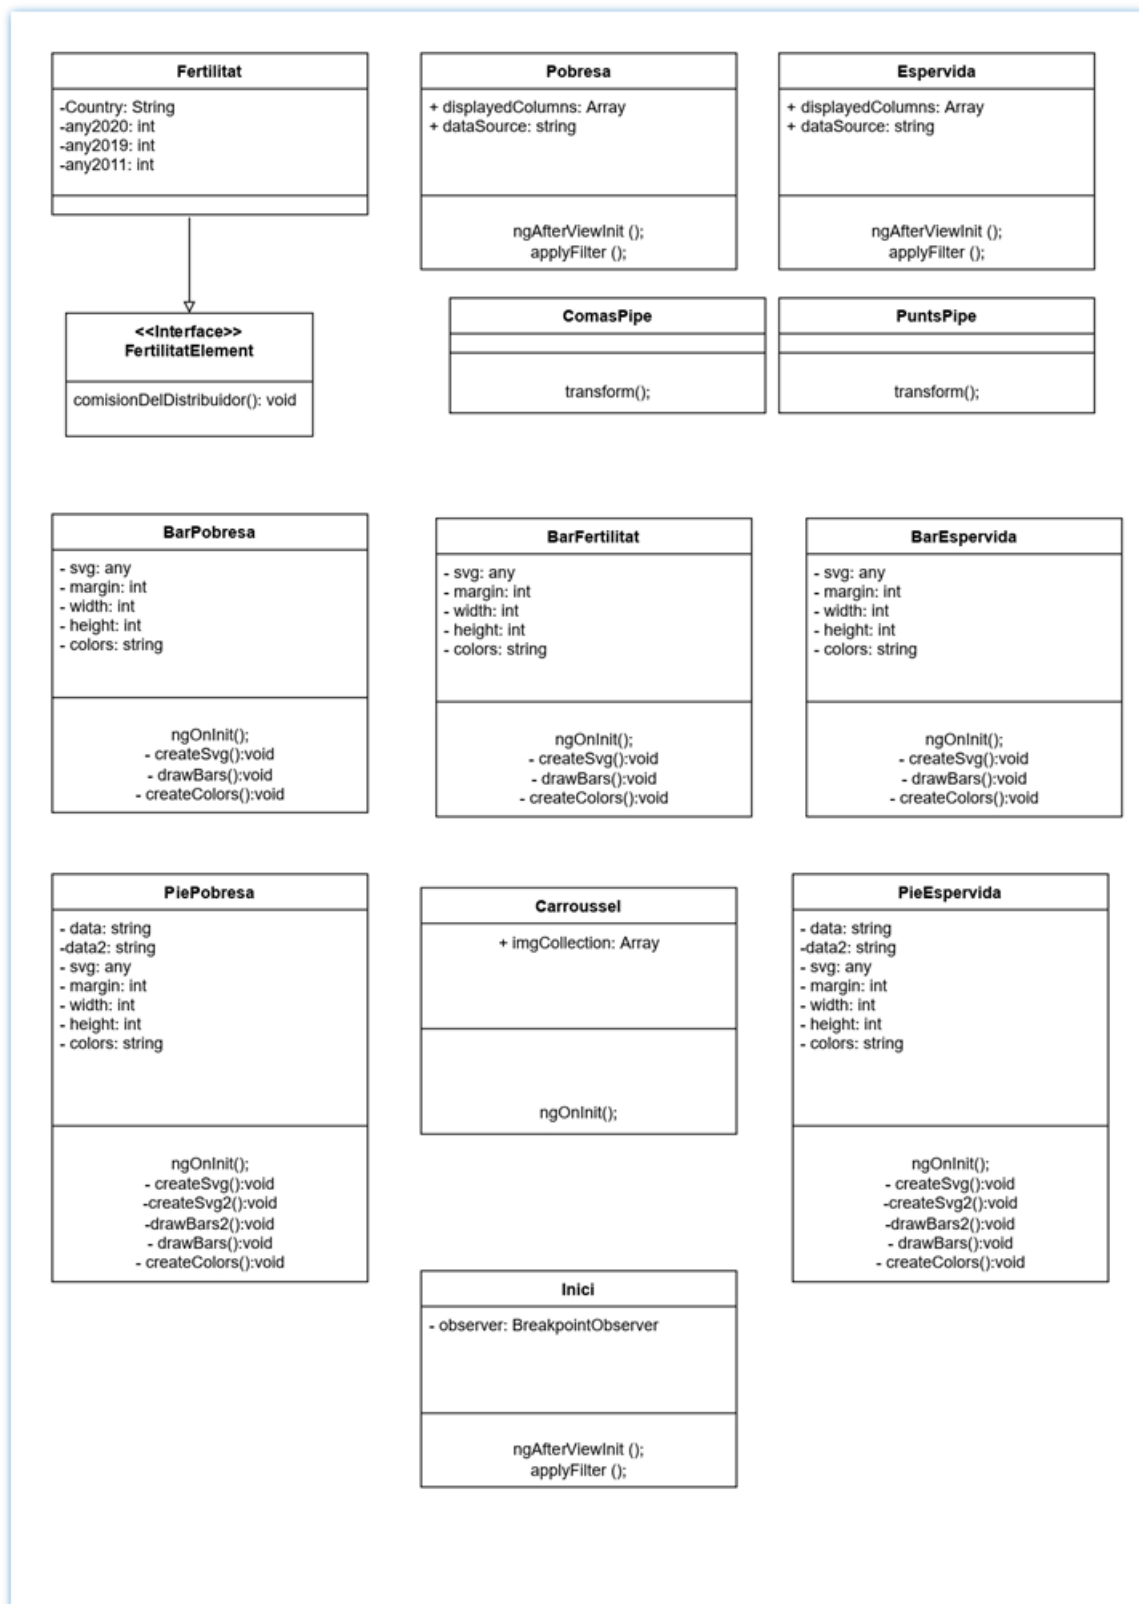 Fertilitat
-Country: String
-any2020: int
-any2019: int
-any2011: int
Pobresa
+ displayedColumns: Array
+ dataSource: string
ngAfterViewInit ();
applyFilter ();
Espervida
+ displayedColumns: Array
+ dataSource: string
ngAfterViewInit ();
applyFilter ();
<<Interface>>
FertilitatElement
comisionDelDistribuidor(): void
ComasPipe
transform();
PuntsPipe
transform();
BarPobresa
- svg: any
- margin: int
- width: int
- height: int
- colors: string
ngOnInit();
- createSvg():void
- drawBars():void
- createColors():void
BarFertilitat
- svg: any
- margin: int
- width: int
- height: int
- colors: string
ngOnInit();
- createSvg():void
- drawBars():void
- createColors():void
BarEspervida
- svg: any
- margin: int
- width: int
- height: int
- colors: string
ngOnInit();
- createSvg():void
- drawBars():void
- createColors():void
PiePobresa
- data: string
-data2: string
- svg: any
- margin: int
- width: int
- height: int
- colors: string
ngOnInit();
- createSvg():void
-createSvg2():void
-drawBars2():void
- drawBars():void
- createColors():void
Carroussel
+ imgCollection: Array
ngOnInit();
PieEspervida
- data: string
-data2: string
- svg: any
- margin: int
- width: int
- height: int
- colors: string
ngOnInit();
- createSvg():void
-createSvg2():void
-drawBars2():void
- drawBars():void
- createColors():void
Inici
- observer: BreakpointObserver
ngAfterViewInit ();
applyFilter ();